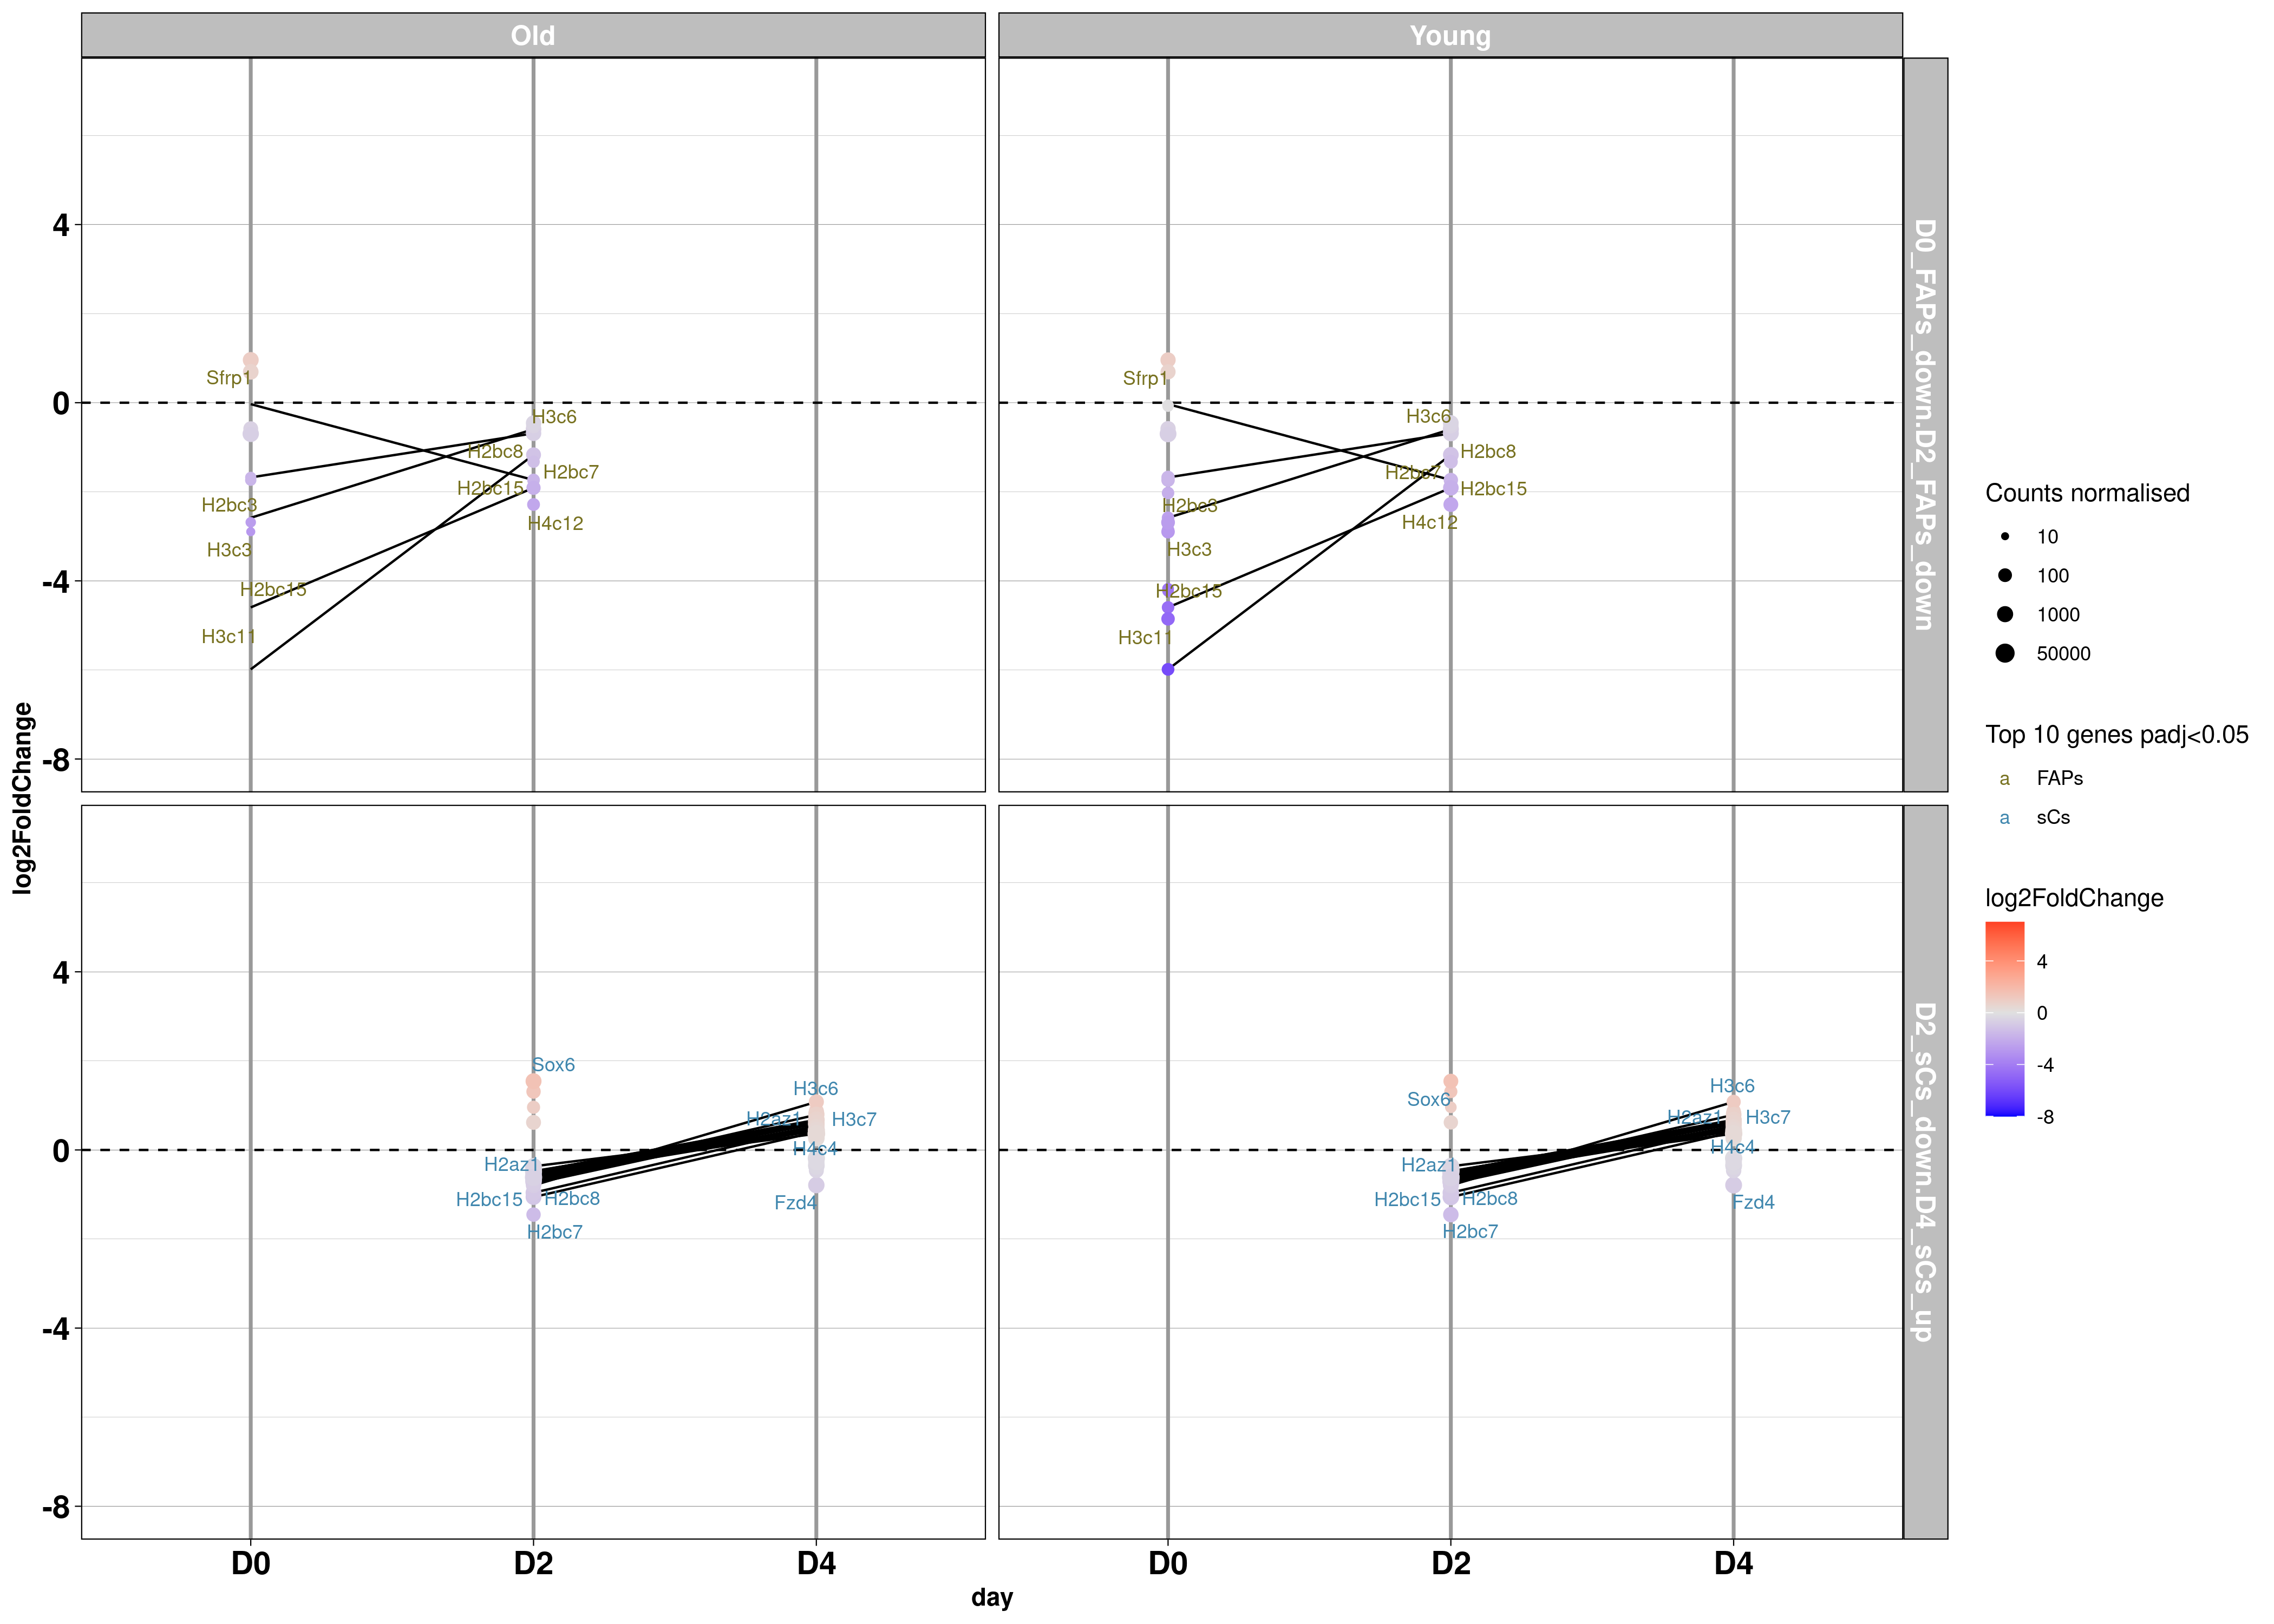 Old
Young
D0_FAPs_down.D2_FAPs_down
4
0
-4
-8
Sfrp1
H2bc3
H3c3
H2bc15
H3c11
H3c6
H2bc8
H2bc7
H2bc15
H4c12
Sfrp1
H2bc3
H3c3
H2bc15
H3c11
H3c6
H2bc8
H2bc7
H2bc15
H4c12
D2_sCs_down.D4_sCs_up
4
0
-4
-8
Sox6
H2az1
H2bc15
H2bc8
H2bc7
H3c6
H2az1
H3c7
H4c4
Fzd4
Sox6
H2az1
H2bc15
H2bc8
H2bc7
H3c6
H2az1
H3c7
H4c4
Fzd4
D0
D2
D4
D0
D2
D4
day
log2FoldChange
Counts normalised
10
100
1000
50000
Top 10 genes padj<0.05
a FAPs
a sCs
log2FoldChange
4
0
-4
-8